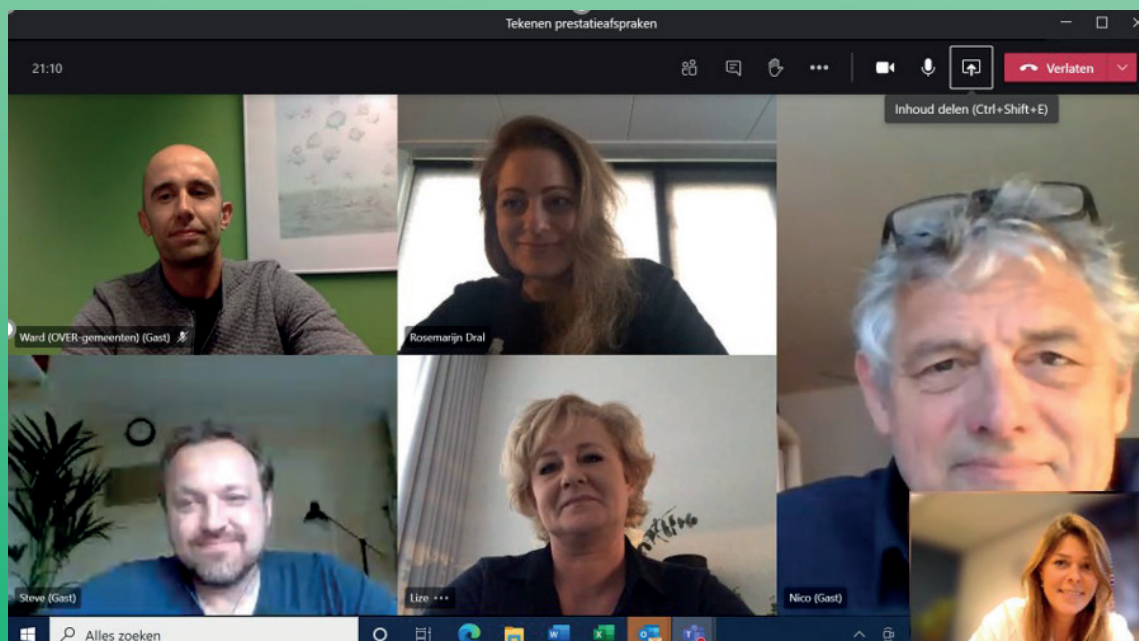 Tekenen prestatieafspraken
21:10
Verlaten
Inhoud delen (Ctrl+Shift+E)
Ward (OVER-gemeenten) (Gast)
Rosemarijn Dral
Steve (Gast)
Lize
Nico (Gast)
Alles zoeken